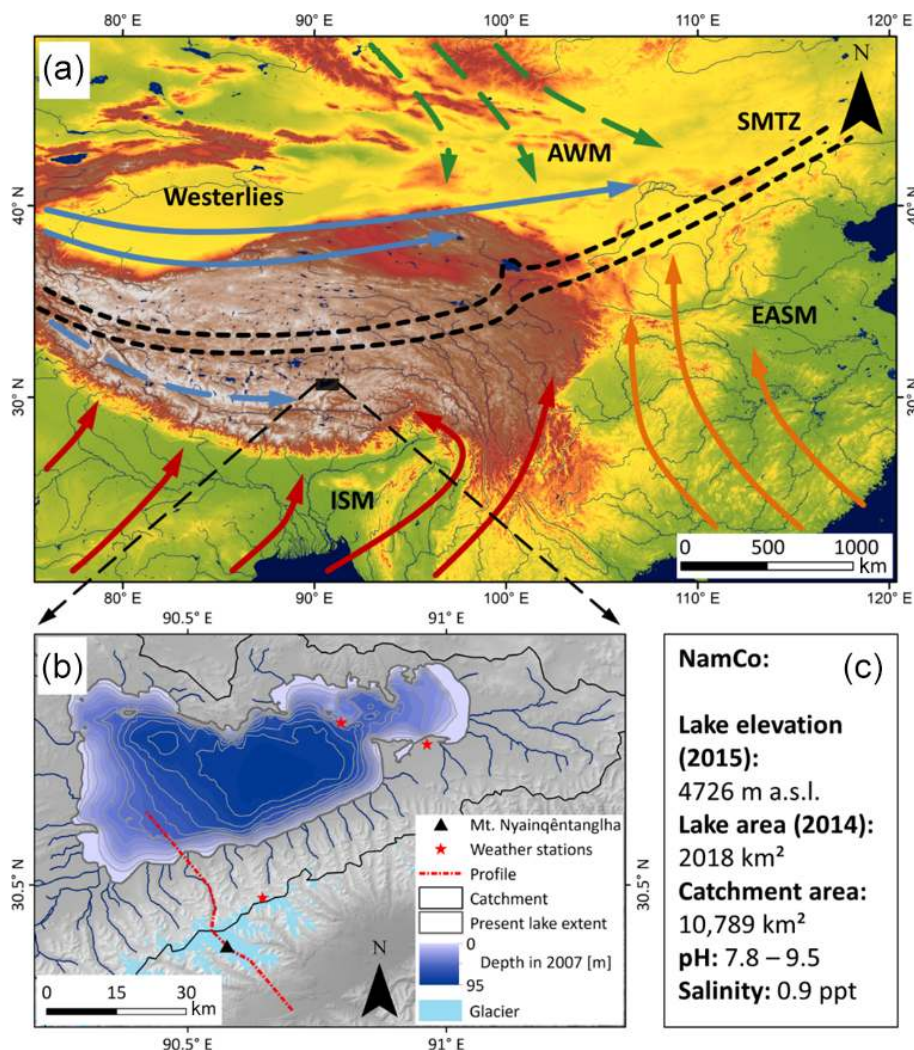 80° E 90° E 100° E 110° E 120° E
(a)
N
SMTZ
AWM
Westerlies
40° N
40° N
EASM
30° N
30° N
ISM
0 500 1000
km
80° E 90° E 100° E 110° E 120° E
90.5° E 91° E
(b)
30.5° N
30.5° N
Mt. Nyainqêntanglha
Weather stations
Profile
Catchment
Present lake extent
0
Depth in 2007 [m]
95
Glacier
N
0 15 30
km
90.5° E 91° E
NamCo: (c)
Lake elevation
(2015):
4726 m a.s.l.
Lake area (2014):
2018 km²
Catchment area:
10,789 km²
pH: 7.8 – 9.5
Salinity: 0.9 ppt